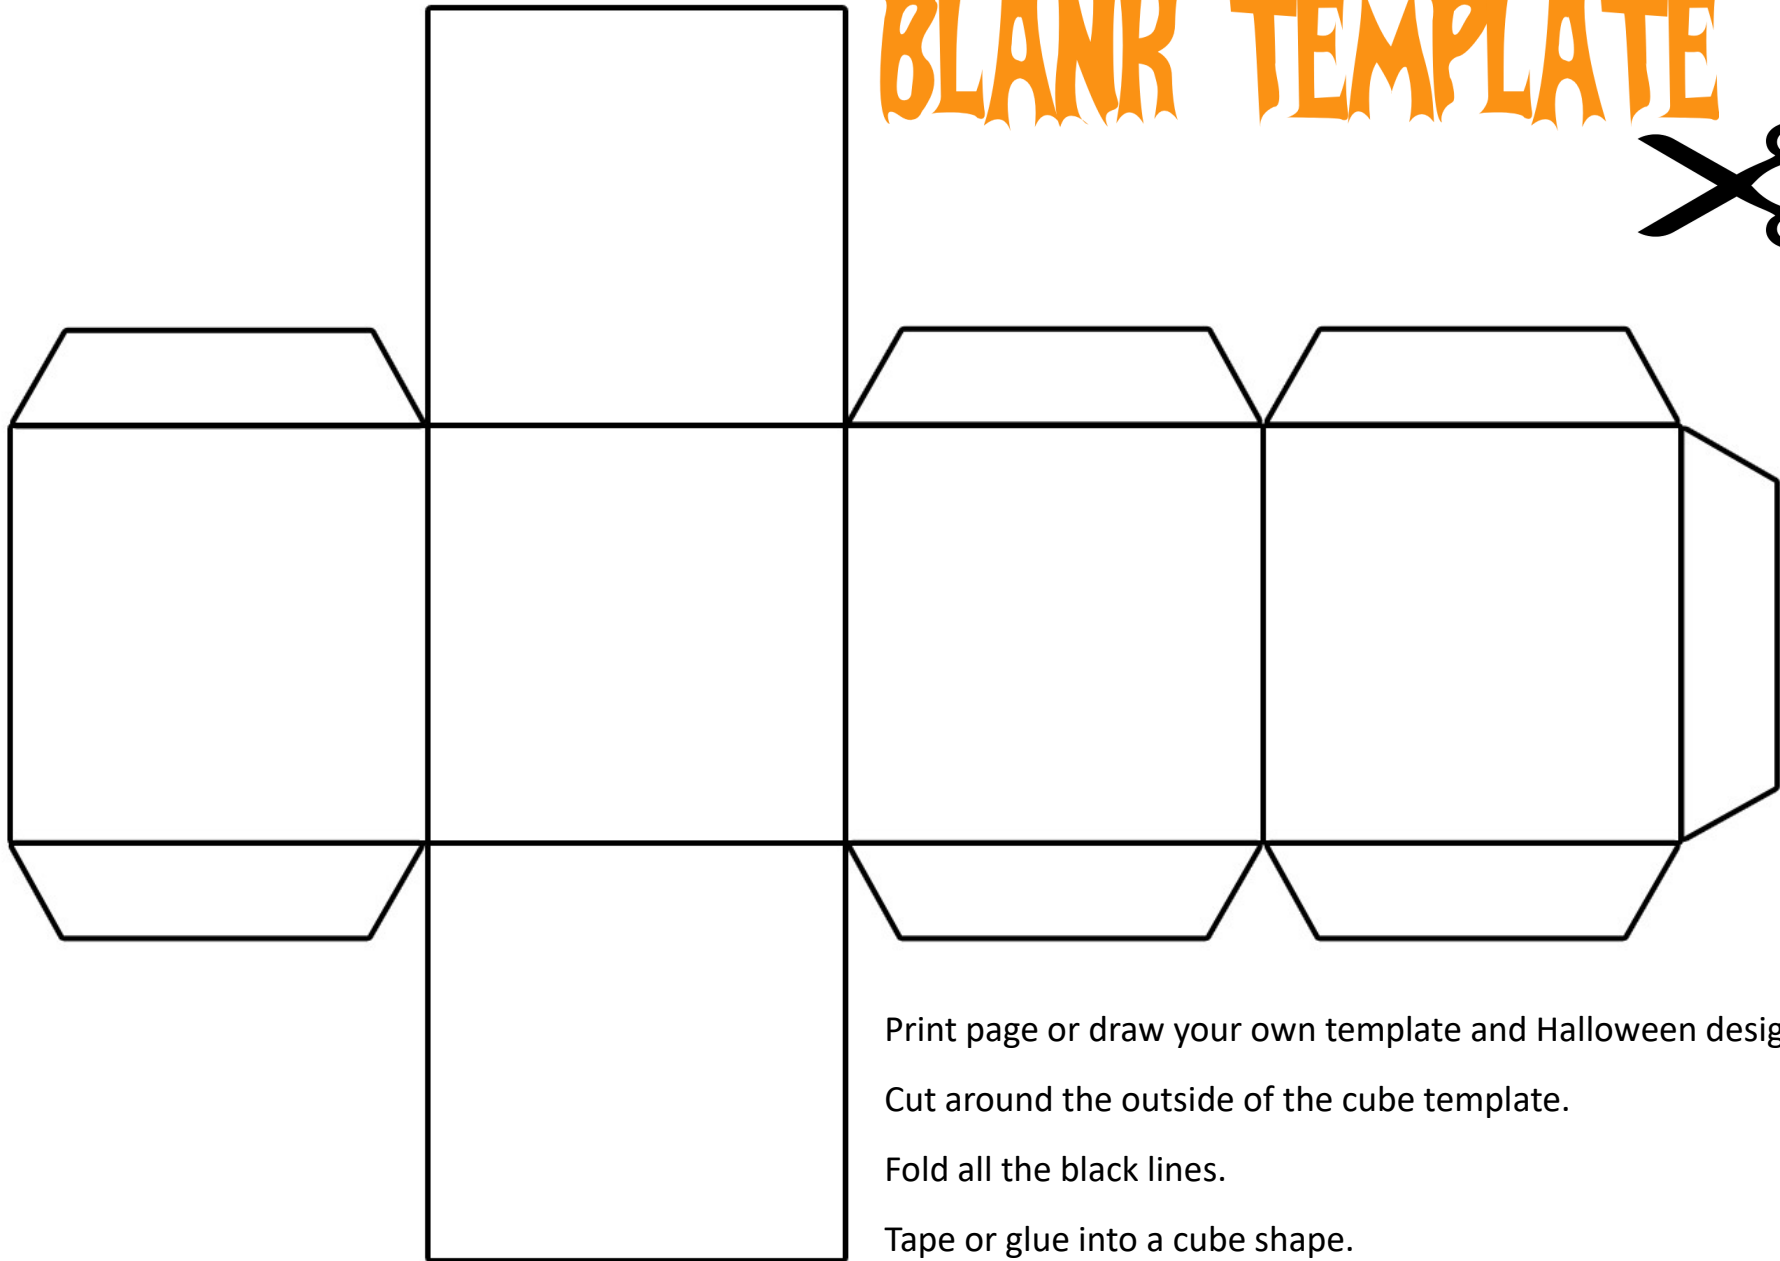 BLANK TEMPLATE
Print page or draw your own template and Halloween desig
Cut around the outside of the cube template.
Fold all the black lines.
Tape or glue into a cube shape.